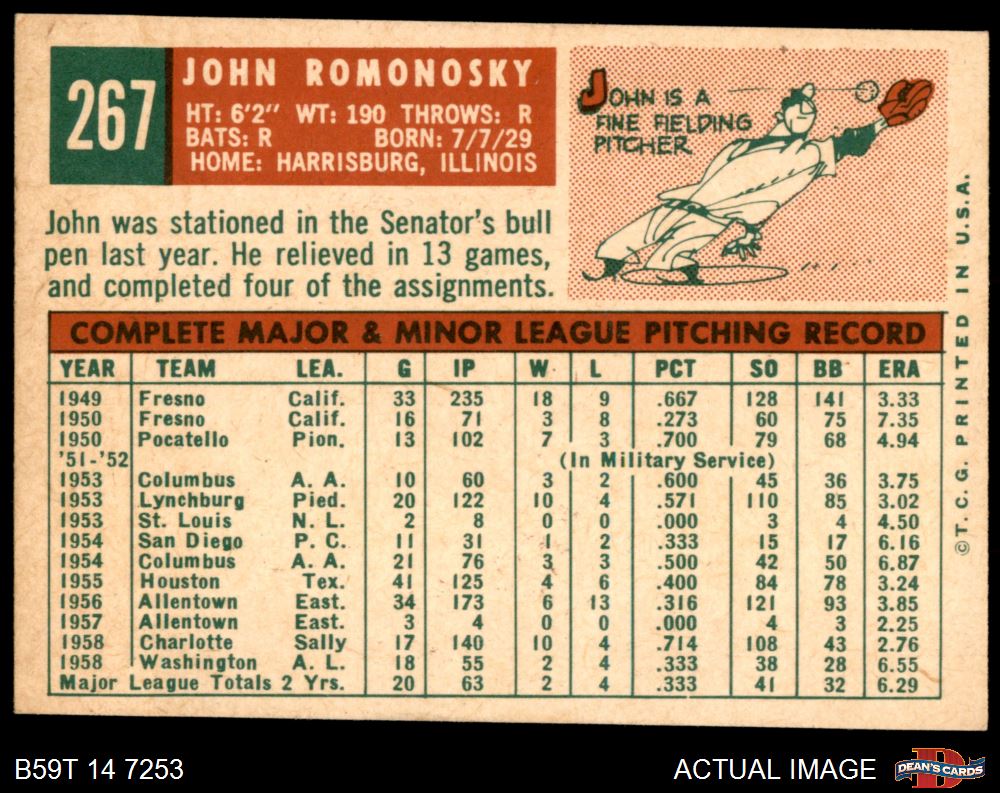 267
JOHN ROMONOSKY
HT: 6'2" WT: 190 THROWS: R
BATS: R BORN: 7/7/29
HOME: HARRISBURG, ILLINOIS
JOHN IS A
FINE FIELDING
PITCHER
John was stationed in the Senator's bull
pen last year. He relieved in 13 games,
and completed four of the assignments.
COMPLETE MAJOR & MINOR LEAGUE PITCHING RECORD
YEAR TEAM LEA. G IP W L PCT SO BB ERA
1949 Fresno Calif. 33 235 18 9 .667 128 141 3.33
1950 Fresno Calif. 16 71 3 8 .273 60 75 7.35
1950 Pocatello Pion. 13 102 7 3 .700 79 68 4.94
'51-'52 (In Military Service)
1953 Columbus A. A. 10 60 3 2 .600 45 36 3.75
1953 Lynchburg Pied. 20 122 10 4 .571 110 85 3.02
1953 St. Louis N. L. 2 8 0 0 .000 3 4 4.50
1954 San Diego P. C. 11 31 1 2 .333 15 17 6.16
1954 Columbus A. A. 21 76 3 3 .500 42 50 6.87
1955 Houston Tex. 41 125 4 6 .400 84 78 3.24
1956 Allentown East. 34 173 6 13 .316 121 93 3.85
1957 Allentown East. 3 4 0 0 .000 4 3 2.25
1958 Charlotte Sally 17 140 10 4 .714 108 43 2.76
1958 Washington A. L. 18 55 2 4 .333 38 28 6.55
Major League Totals 2 Yrs. 20 63 2 4 .333 41 32 6.29
©T. C. G. PRINTED IN U.S.A.
B59T 14 7253
ACTUAL IMAGE
DEAN'S CARDS